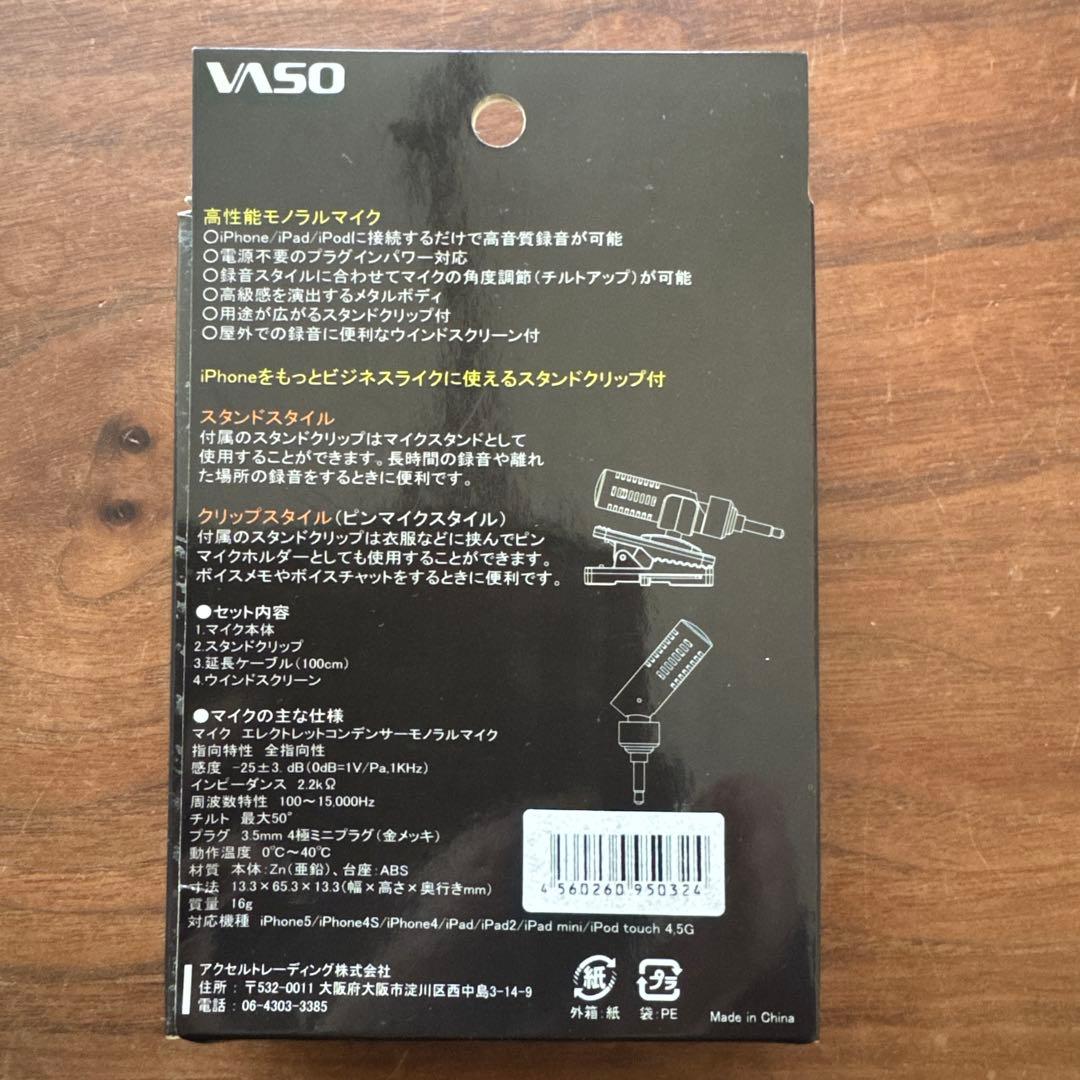 VASO
高性能モノラルマイク
○iPhone/iPad/iPodに接続するだけで高音質録音が可能
○電源不要のプラグインパワー対応
○録音スタイルに合わせてマイクの角度調節(チルトアップ)が可能
○高級感を演出するメタルボディ
○用途が広がるスタンドクリップ付
○屋外での録音に便利なウインドスクリーン付
iPhoneをもっとビジネスライクに使えるスタンドクリップ付
スタンドスタイル
付属のスタンドクリップはマイクスタンドとして
使用することができます。長時間の録音や離れ
た場所の録音をするときに便利です。
クリップスタイル(ピンマイクスタイル)
付属のスタンドクリップは衣服などに挟んでピン
マイクホルダーとしても使用することができます。
ボイスメモやボイスチャットをするときに便利です。
●セット内容
1.マイク本体
2.スタンドクリップ
3.延長ケーブル(100cm)
4.ウインドスクリーン
●マイクの主な仕様
マイク エレクトレットコンデンサーモノラルマイク
指向特性 全指向性
感度 -25±3. dB(0dB=1V/Pa,1KHz)
インピーダンス 2.2kΩ
周波数特性 100～15,000Hz
チルト 最大50°
プラグ 3.5mm 4極ミニプラグ(金メッキ)
動作温度 0℃～40℃
材質 本体:Zn(亜鉛)、台座:ABS
寸法 13.3×65.3×13.3(幅×高さ×奥行きmm)
質量 16g
対応機種 iPhone5/iPhone4S/iPhone4/iPad/iPad2/iPad mini/iPod touch 4,5G
4 560260 950324
アクセルトレーディング株式会社
住所：〒532-0011 大阪府大阪市淀川区西中島3-14-9
電話：06-4303-3385
紙
外箱:紙
プラ
袋:PE
Made in China